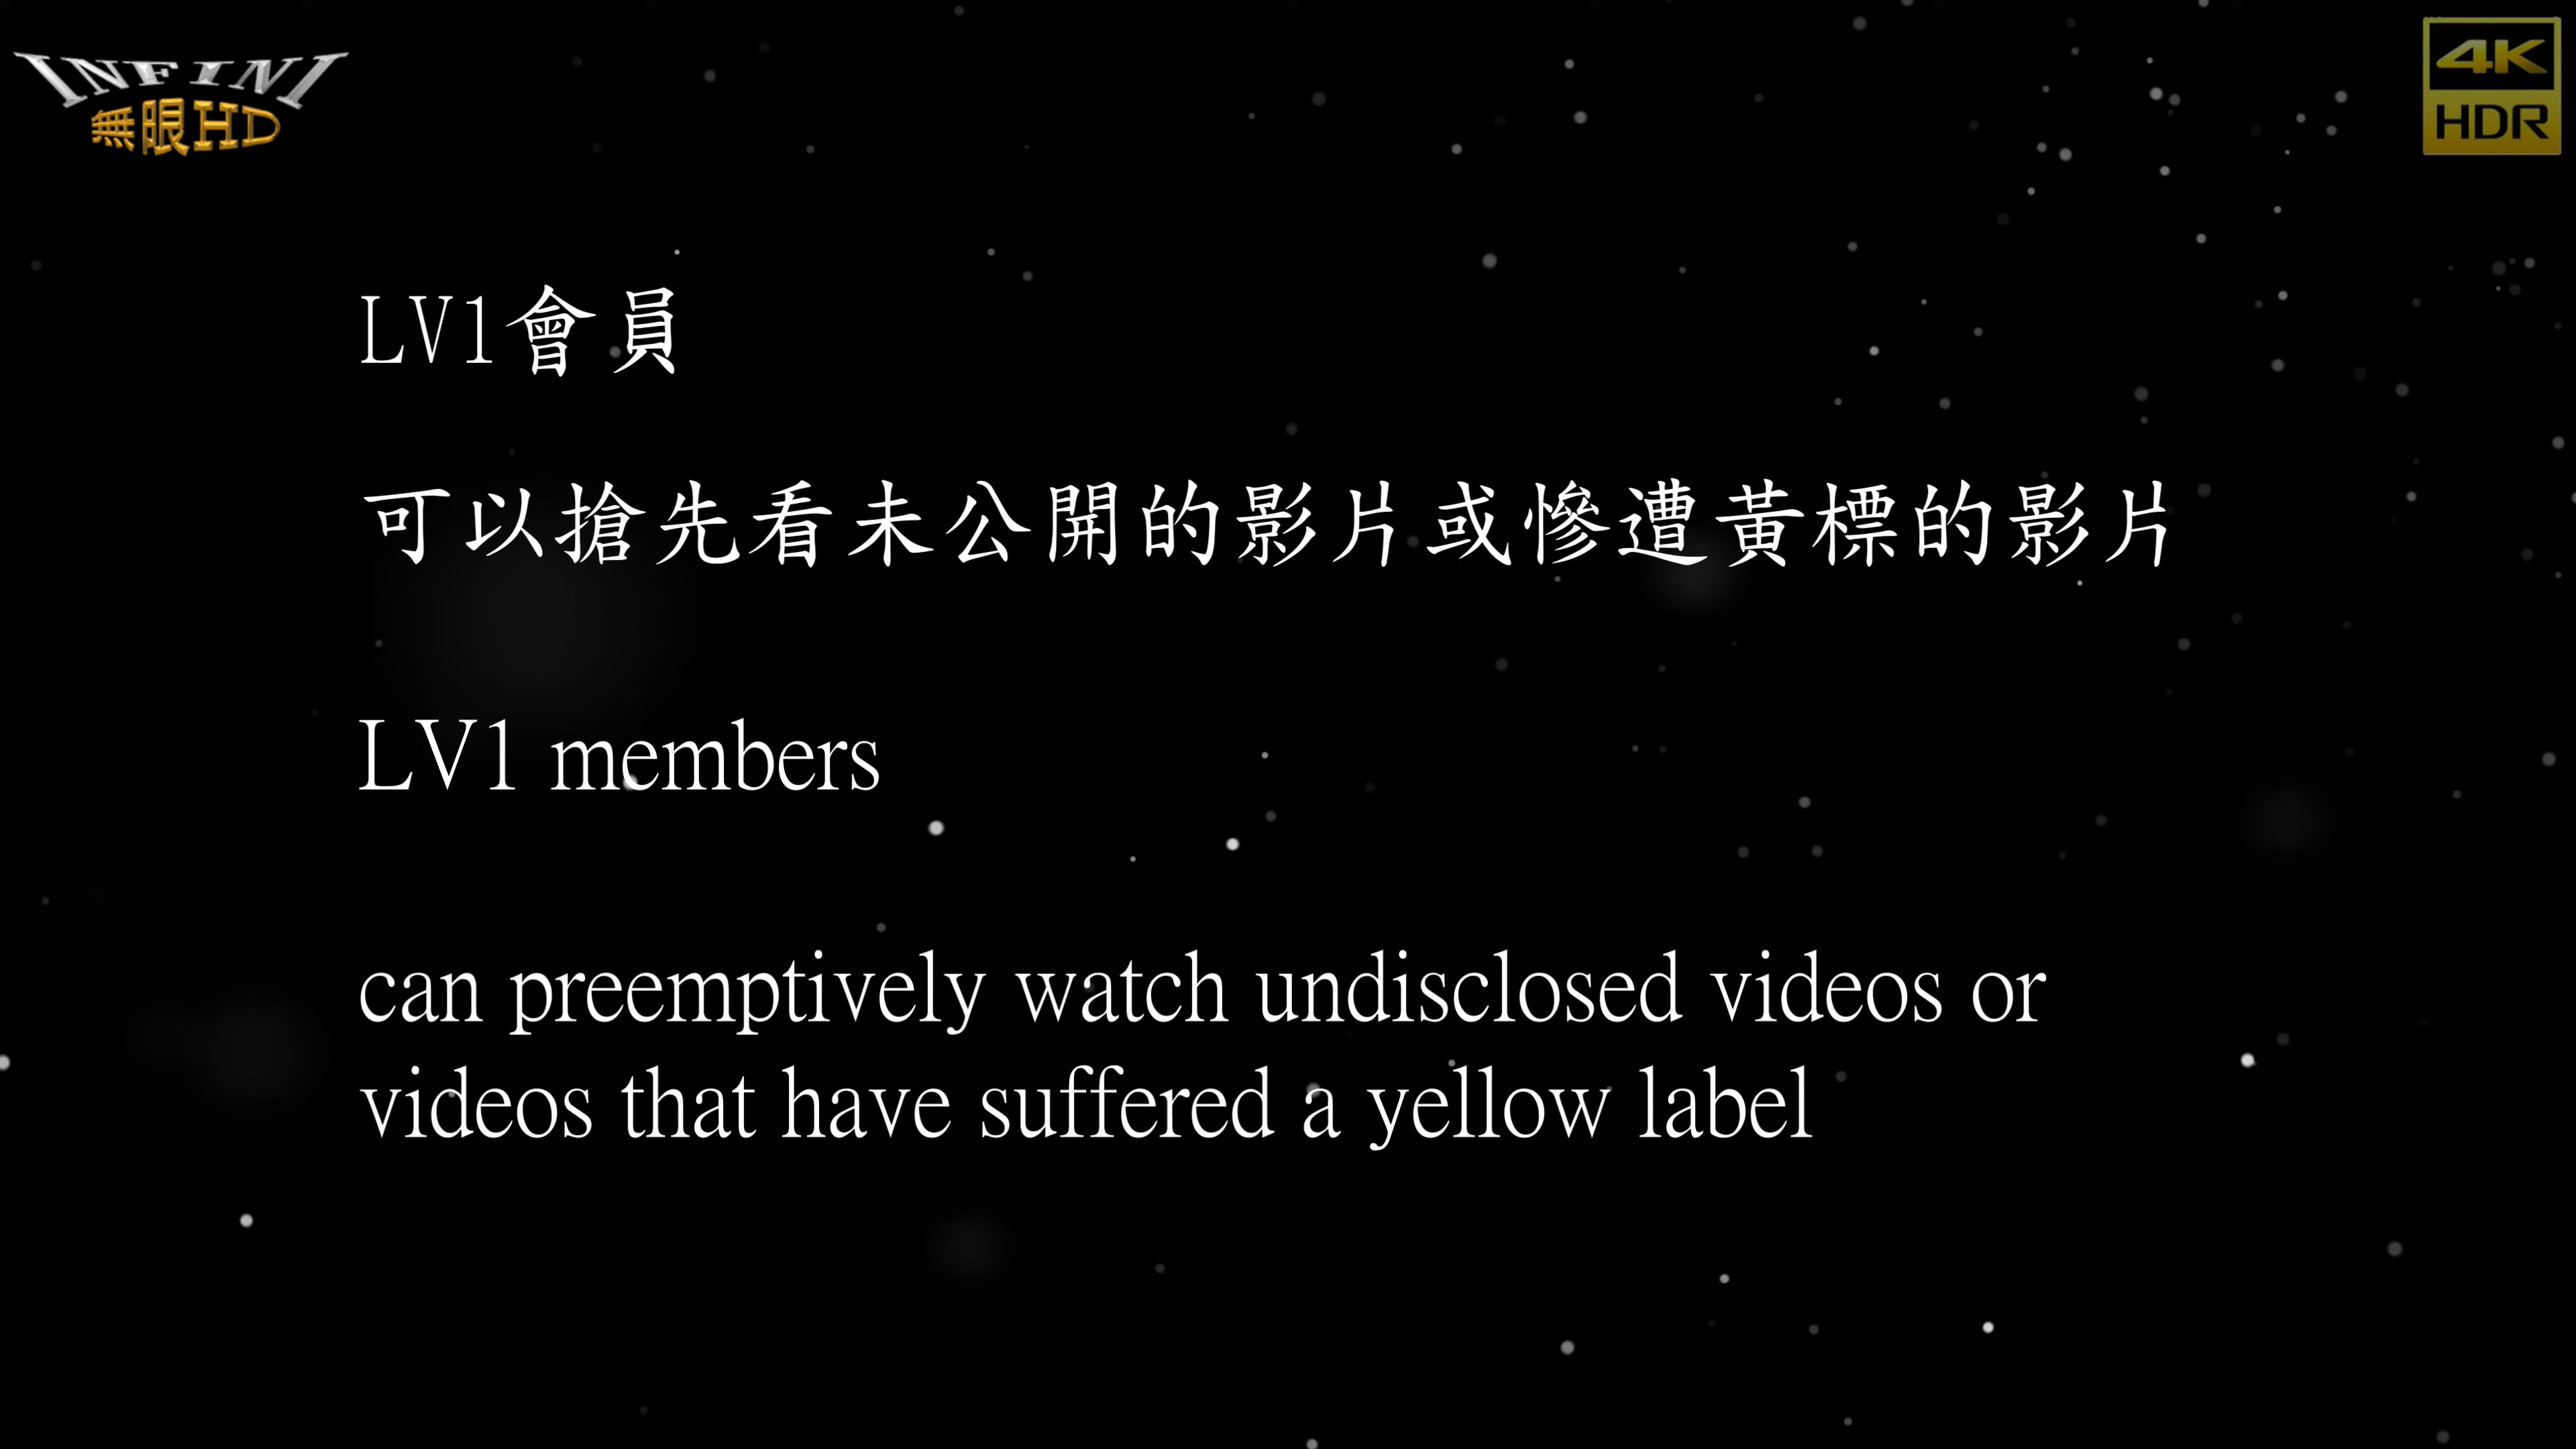 INFINI
無限HD
4K
HDR
LV1會員
可以搶先看未公開的影片或慘遭黃標的影片
LV1 members
can preemptively watch undisclosed videos or
videos that have suffered a yellow label